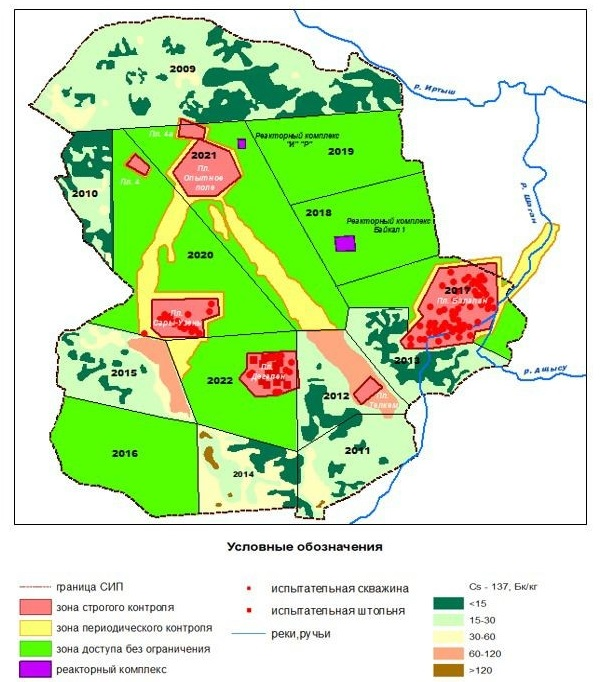 2009
р. Иртыш
Пл. 4а
Реакторный комплекс
"И" "Р"
2021
2019
Пл.
Опытное
поле
Пл. 4
2010
р. Шаган
2018
Реакторный комплекс
Байкал 1
2020
2017
Пл. Балапан
Пл.
Сары-Узень
2013
2015
Пл.
Дегелен
р. Ашысу
2022
2012
Пл.
Телкем
2016
2011
2014
Условные обозначения
граница СИП
зона строгого контроля
зона периодического контроля
зона доступа без ограничения
реакторный комплекс
испытательная скважина
испытательная штольня
реки,ручьи
Cs - 137, Бк/кг
<15
15-30
30-60
60-120
>120